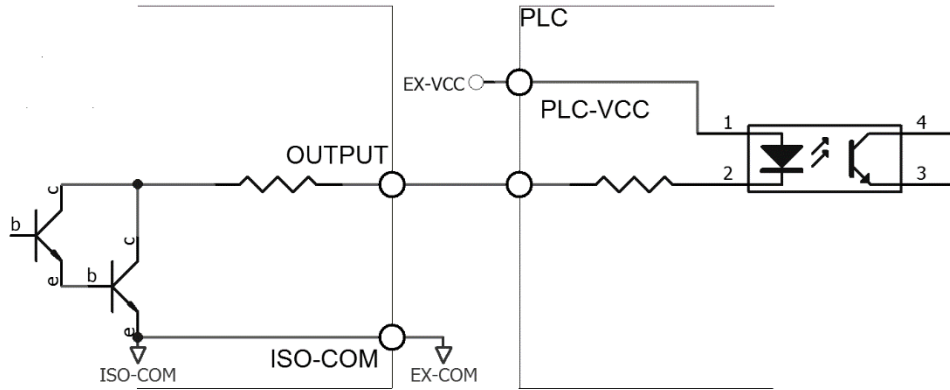 PLC
EX-VCC
PLC-VCC
1
4
OUTPUT
2
3
c
b
c
e
b
e
ISO-COM
ISO-COM
EX-COM